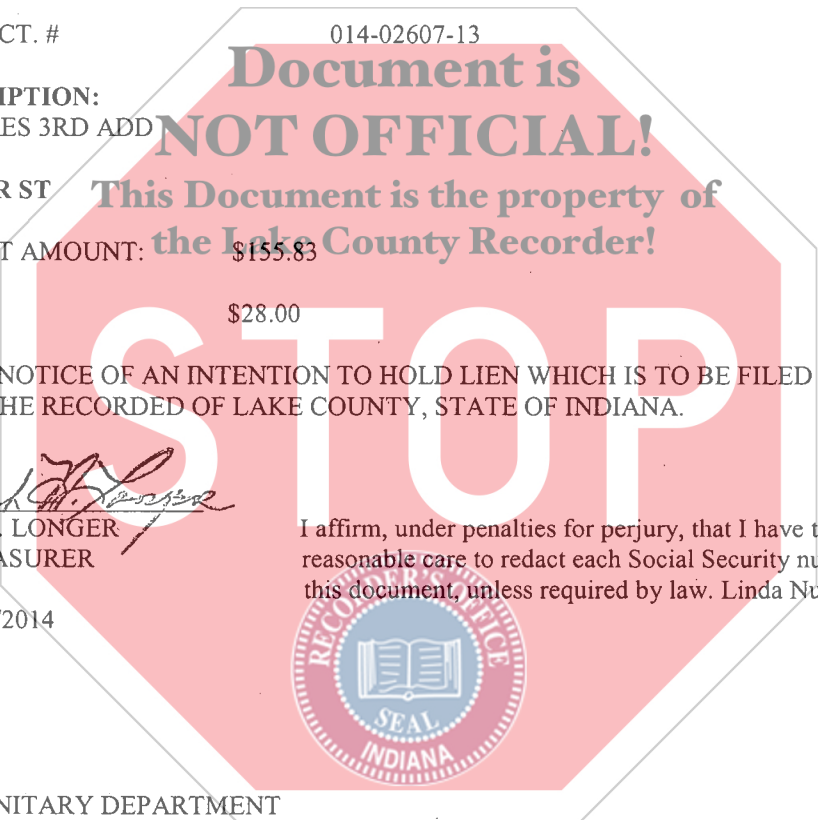 CT. # 014-02607-13
Document is
IPTION:
ES 3RD ADD
NOT OFFICIAL!
R ST
This Document is the property of
T AMOUNT: $155.83
the Lake County Recorder!
$28.00
STOP
NOTICE OF AN INTENTION TO HOLD LIEN WHICH IS TO BE FILED
HE RECORDED OF LAKE COUNTY, STATE OF INDIANA.
. LONGER
ASURER
I affirm, under penalties for perjury, that I have t
reasonable care to redact each Social Security nu
this document, unless required by law. Linda Nu
/2014
RECORDER'S OFFICE
SEAL
INDIANA
NITARY DEPARTMENT